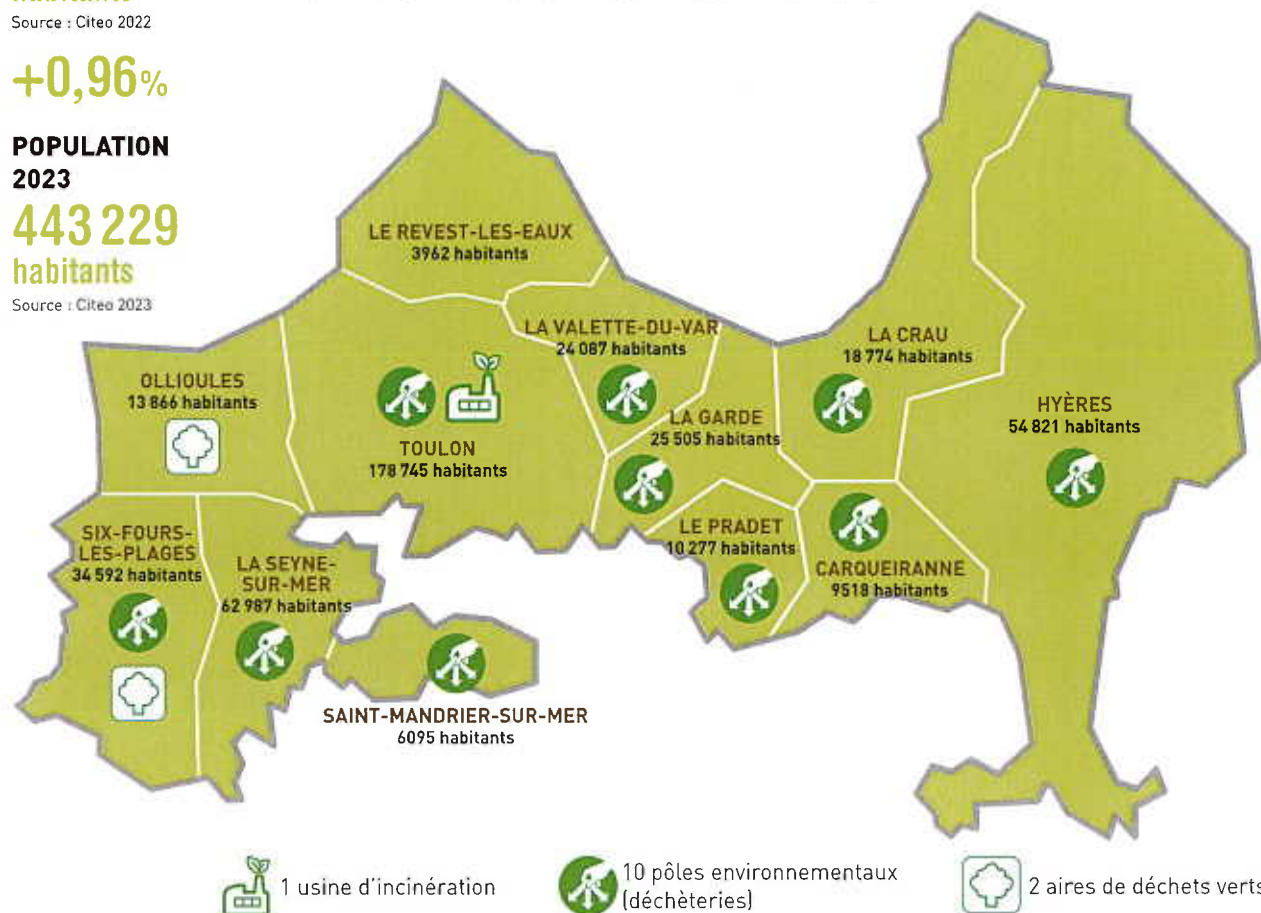 Source : Citeo 2022
+0,96%
POPULATION
2023
443 229
habitants
Source : Citeo 2023
LE REVEST-LES-EAUX
3962 habitants
LA VALETTE-DU-VAR
24 087 habitants
LA CRAU
18 774 habitants
OLLIOULES
13 866 habitants
HYÈRES
54 821 habitants
LA GARDE
25 505 habitants
TOULON
178 745 habitants
SIX-FOURS-
LES-PLAGES
34 592 habitants
LA SEYNE-
SUR-MER
62 987 habitants
LE PRADET
10 277 habitants
CARQUEIRANNE
9518 habitants
SAINT-MANDRIER-SUR-MER
6095 habitants
1 usine d'incinération
10 pôles environnementaux
(déchèteries)
2 aires de déchets verts